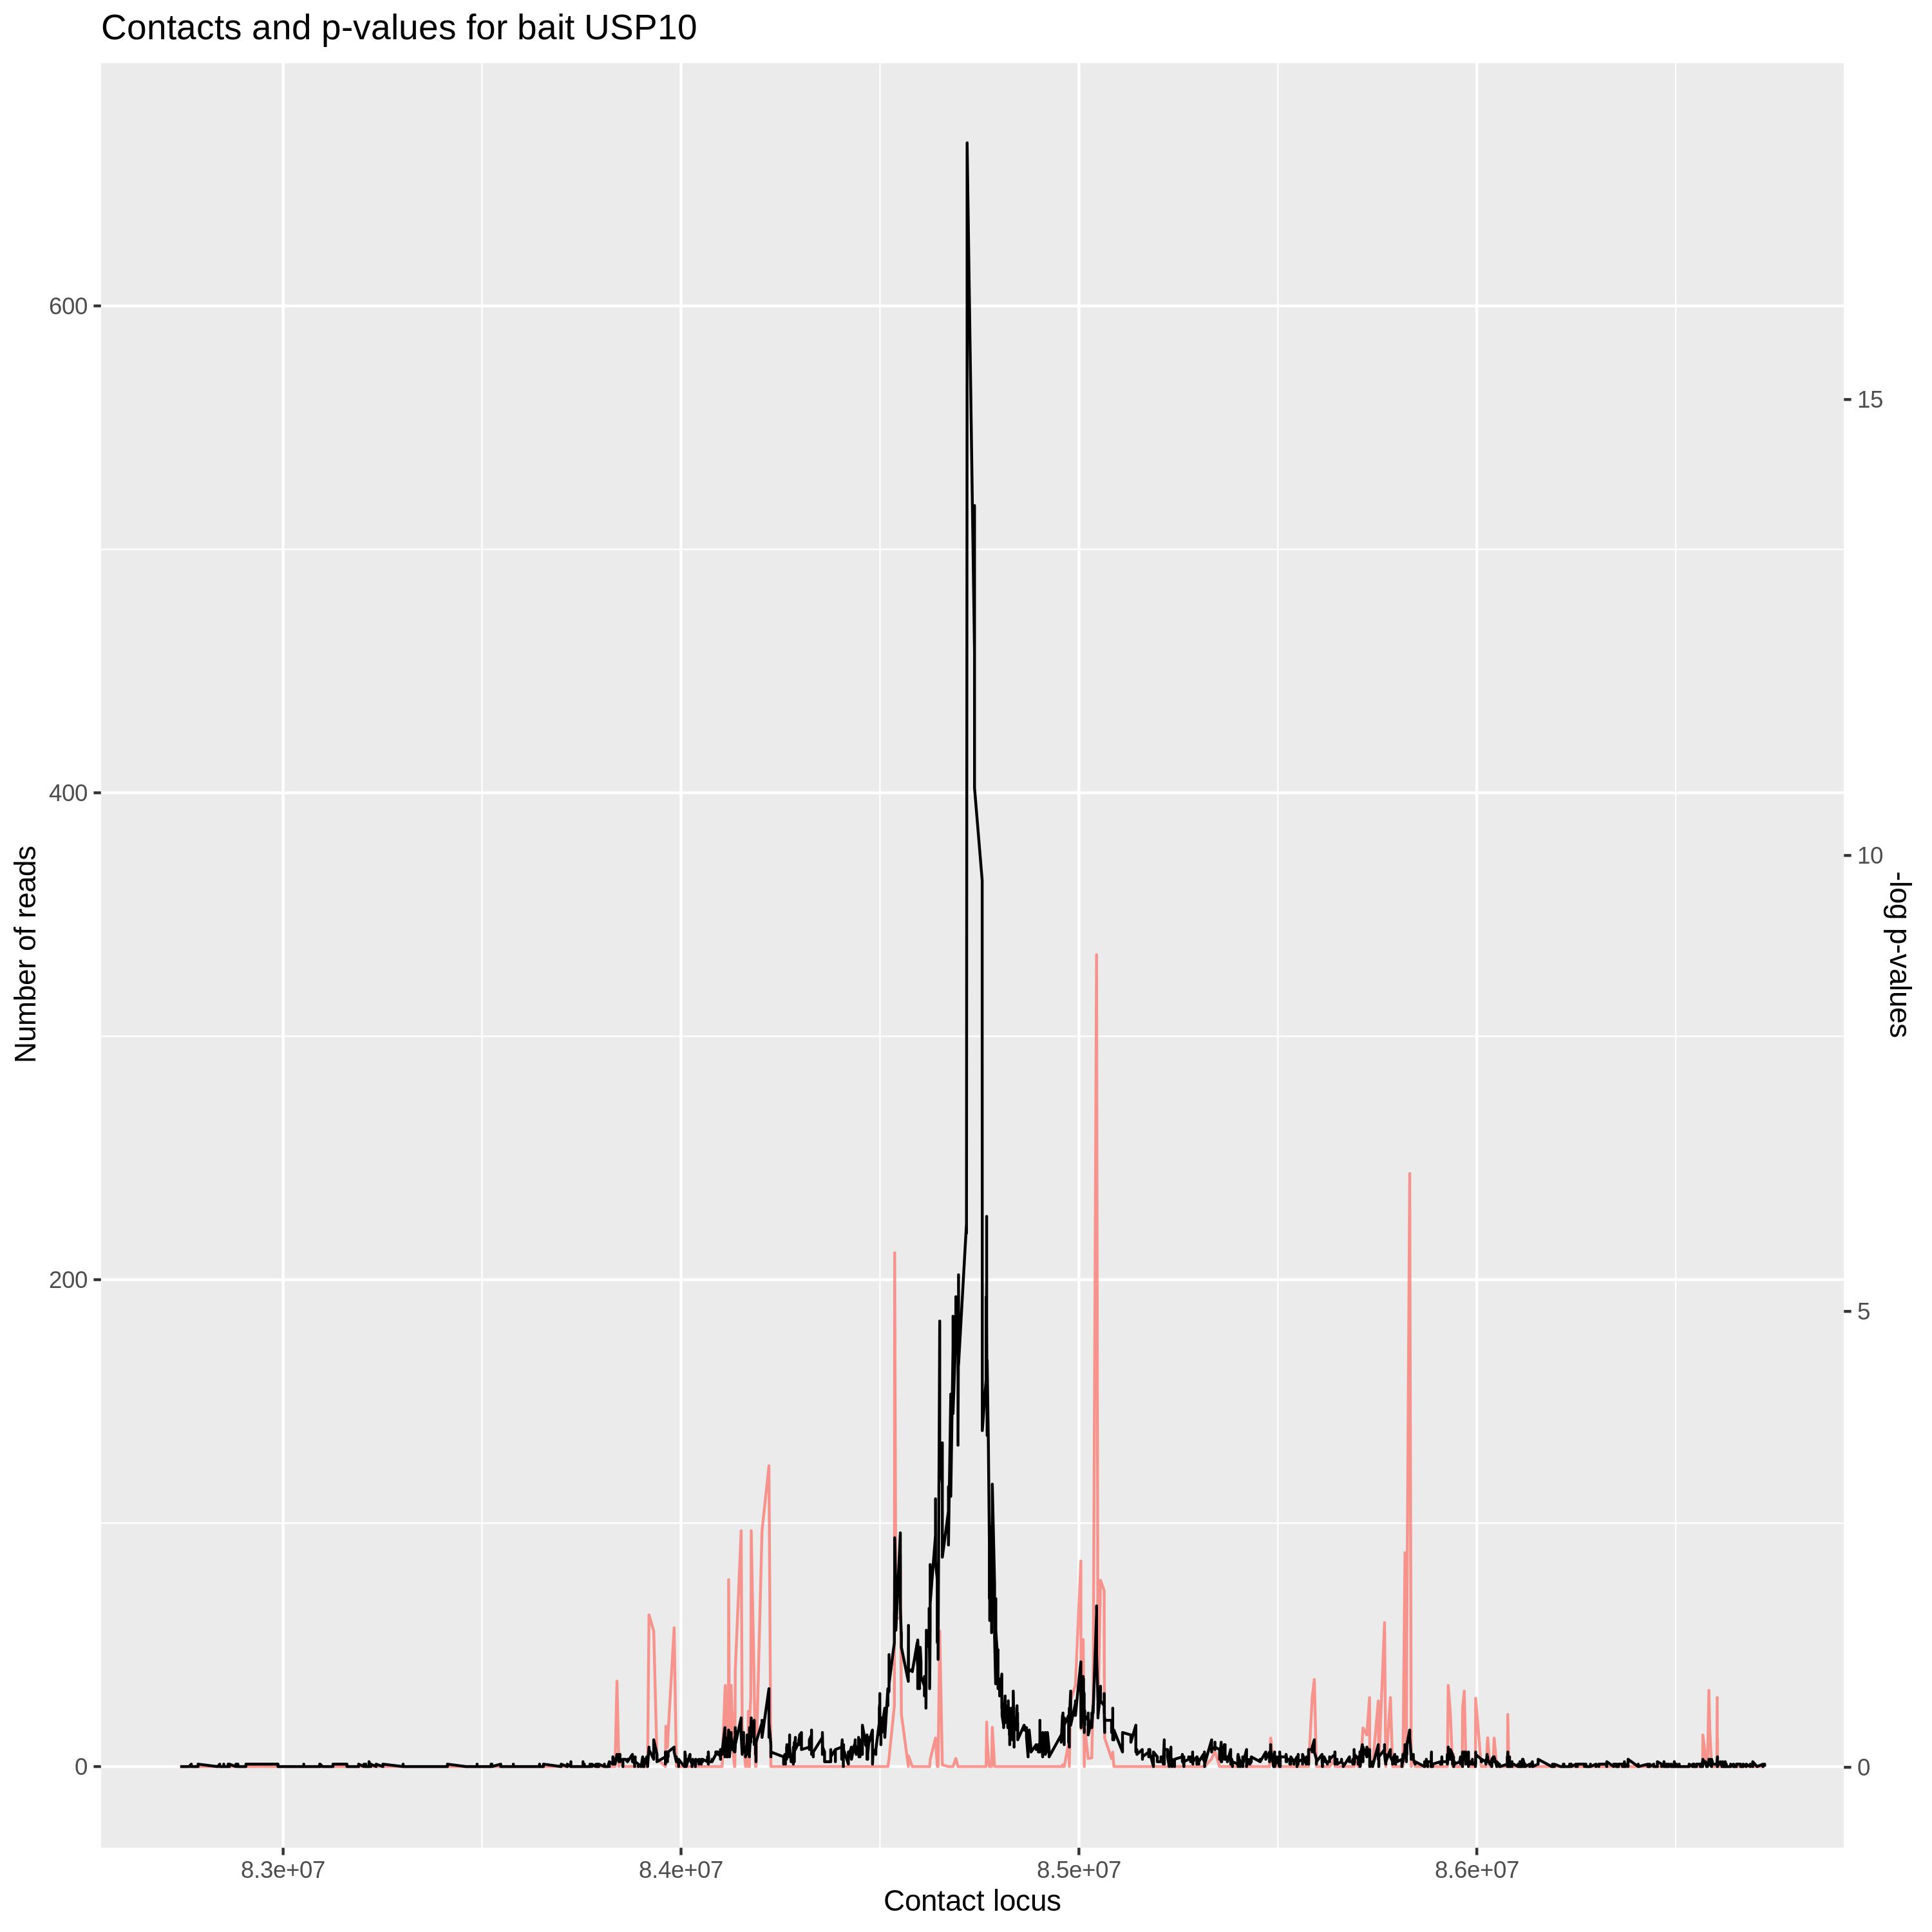 Contacts and p-values for bait USP10
600
400
200
0
Number of reads
15
10
5
0
-log p-values
8.3e+07
8.4e+07
8.5e+07
8.6e+07
Contact locus